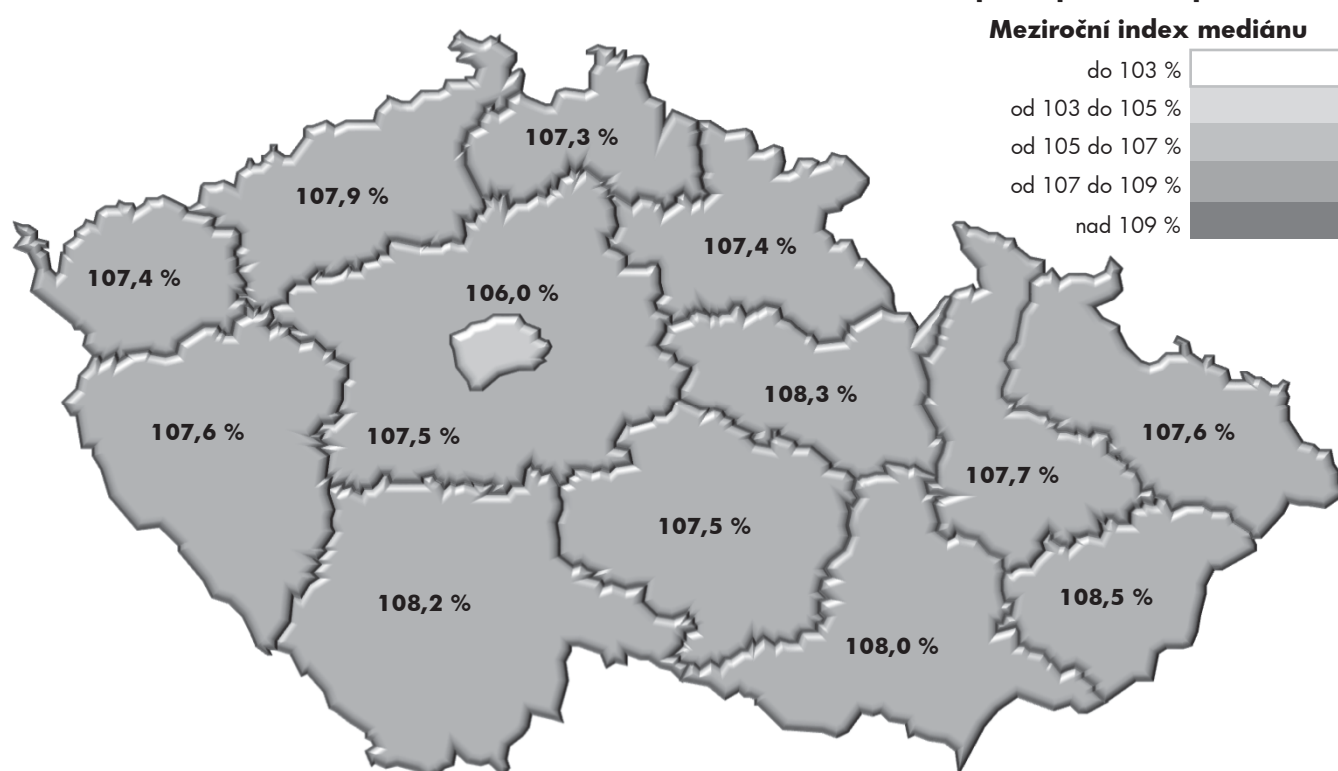 Meziroční index mediánu
do 103 %
od 103 do 105 %
od 105 do 107 %
od 107 do 109 %
nad 109 %
107,3 %
107,9 %
107,4 %
107,4 %
106,0 %
108,3 %
107,6 %
107,5 %
107,6 %
107,7 %
107,5 %
108,2 %
108,5 %
108,0 %